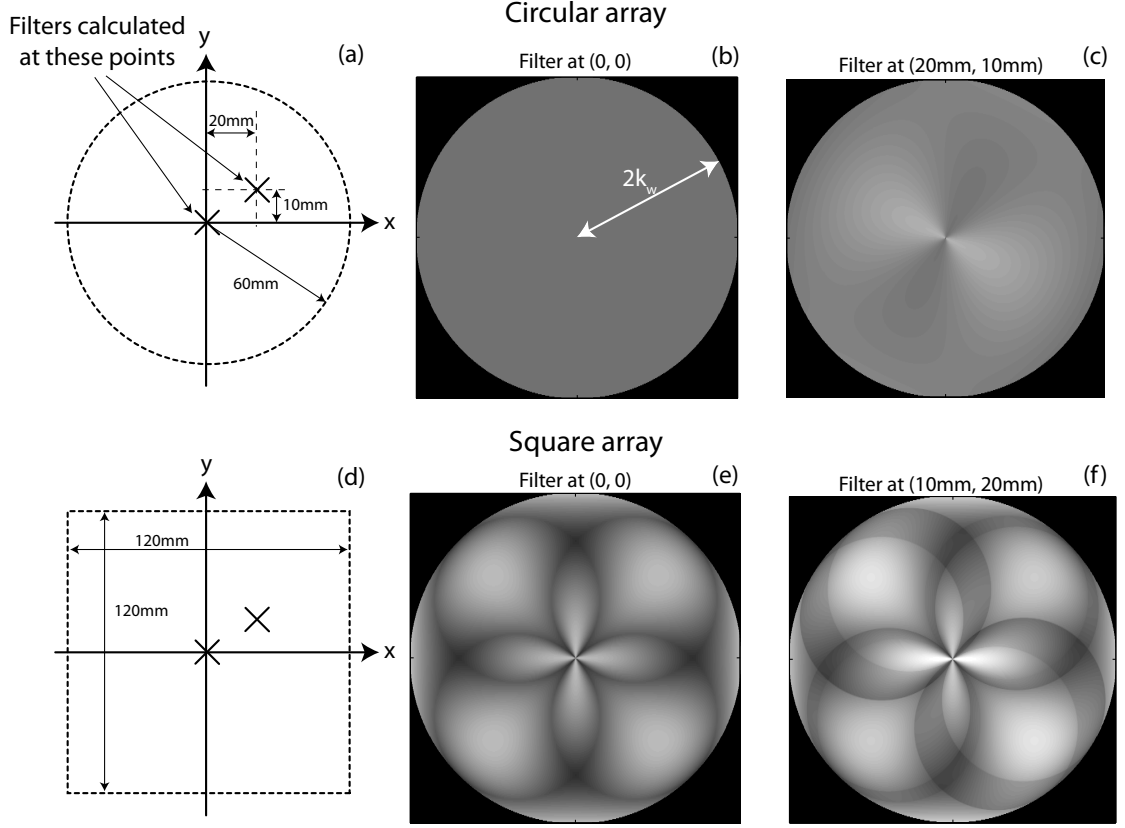 Circular array
Filters calculated
at these points
y
(a)
20mm
10mm
x
60mm
Filter at (0, 0)
(b)
2k_w
Filter at (20mm, 10mm)
(c)
Square array
y
(d)
120mm
120mm
x
Filter at (0, 0)
(e)
Filter at (10mm, 20mm)
(f)